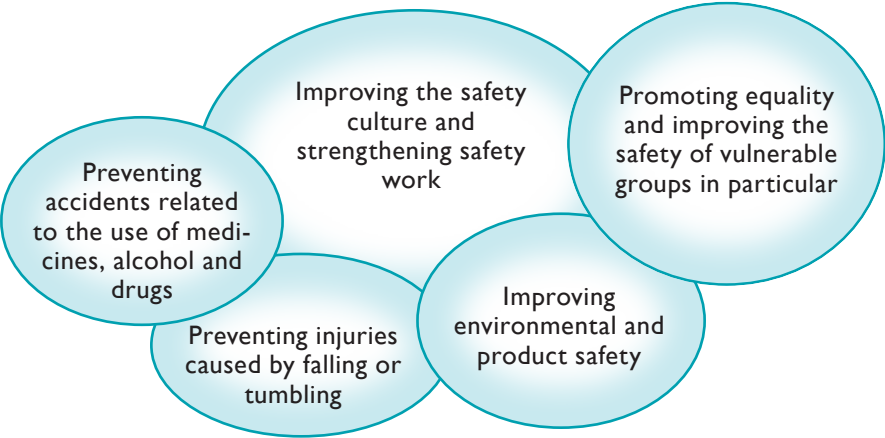 Improving the safety
culture and
strengthening safety
work
Promoting equality
and improving the
safety of vulnerable
groups in particular
Preventing
accidents related
to the use of medi-
cines, alcohol and
drugs
Preventing injuries
caused by falling or
tumbling
Improving
environmental and
product safety